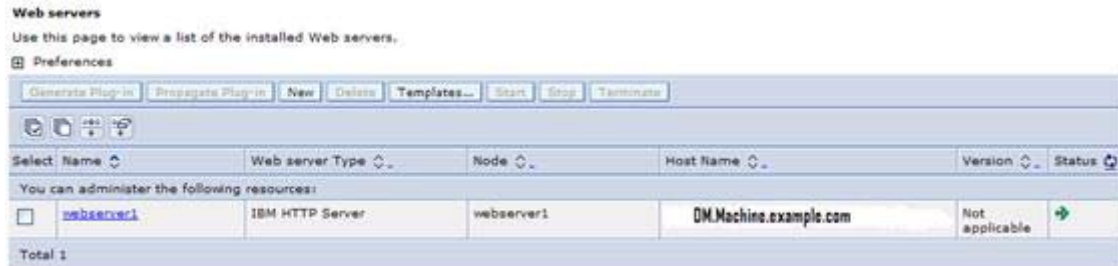 Web servers
Use this page to view a list of the installed Web servers.
Preferences
Generate Plug-in Propagate Plug-in New Delete Templates... Start Stop Terminate
Select Name Web server Type Node Host Name Version Status
You can administer the following resources:
webserver1 IBM HTTP Server webserver1 DM.Machine.example.com Not applicable
Total 1